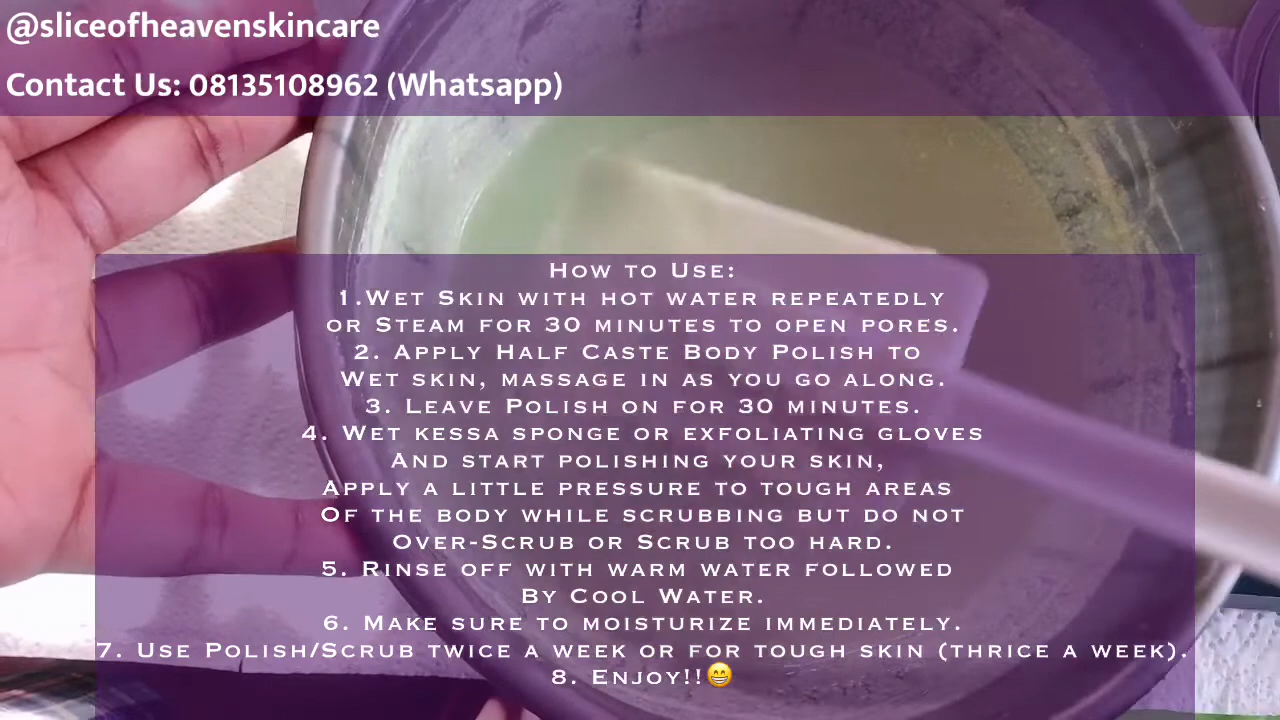 @sliceofheavenskincare
Contact Us: 08135108962 (Whatsapp)
How to Use:
1.Wet Skin with hot water repeatedly
or Steam for 30 minutes to open pores.
2. Apply Half Caste Body Polish to
Wet skin, massage in as you go along.
3. Leave Polish on for 30 minutes.
4. Wet kessa sponge or exfoliating gloves
And start polishing your skin,
Apply a little pressure to tough areas
Of the body while scrubbing but do not
Over-Scrub or Scrub too hard.
5. Rinse off with warm water followed
By Cool Water.
6. Make sure to moisturize immediately.
7. Use Polish/Scrub twice a week or for tough skin (thrice a week).
8. Enjoy!!😁